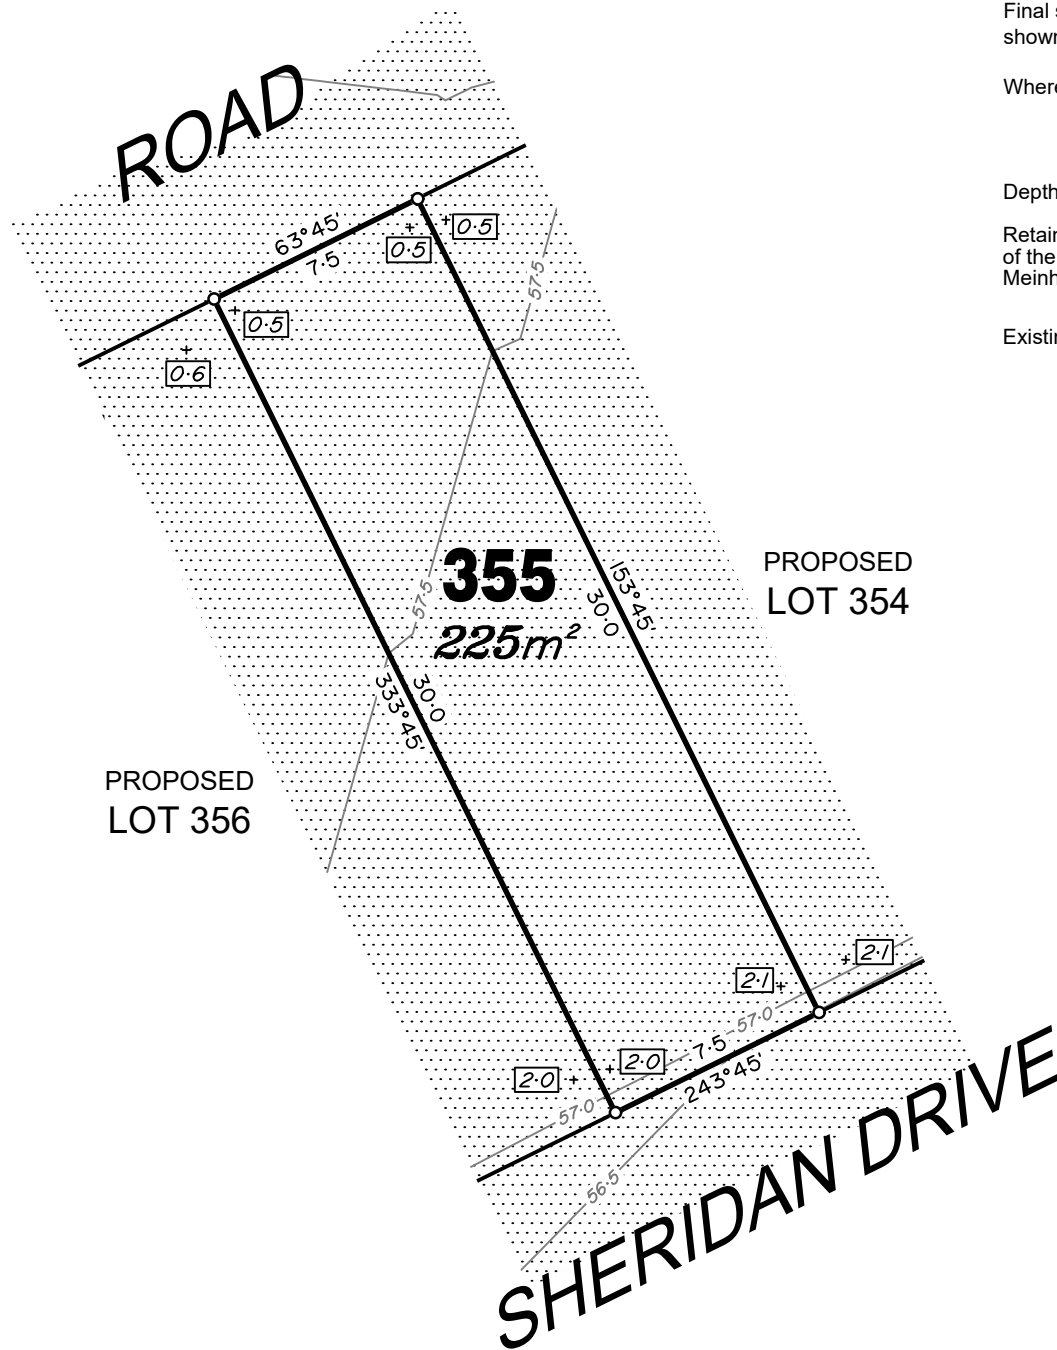 Final
shown
Where
Depth
Retain
of the
Meinh
Existin
ROAD
63°45'
7·5
0·5
0·5
0·5
0·6
57·5
355
225m²
57·5
153°45'
30·0
30·0
333°45'
PROPOSED
LOT 354
PROPOSED
LOT 356
2·1
2·1
57·0
7·5
243°45'
2·0
2·0
57·0
56·5
SHERIDAN DRIVE